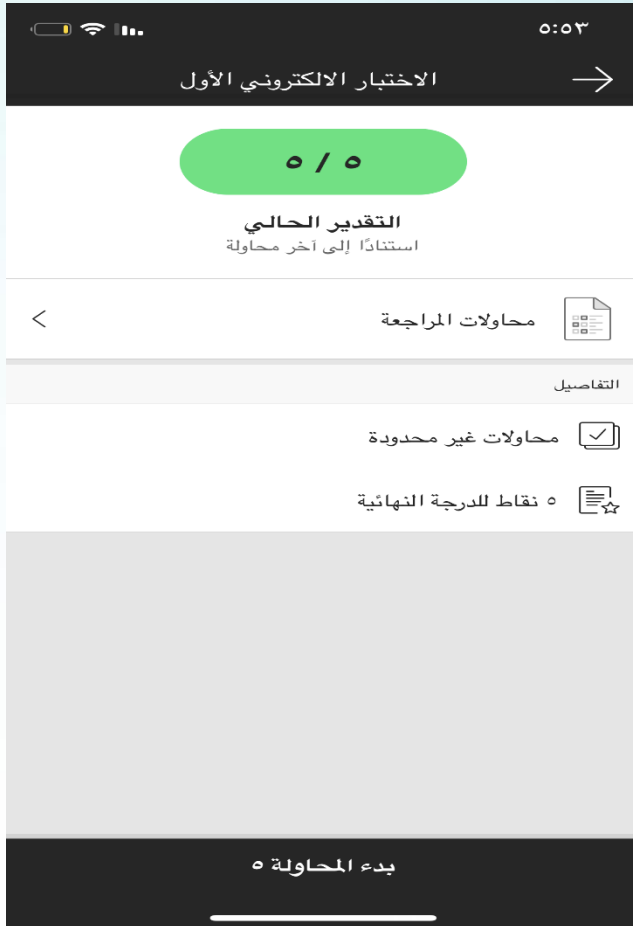 ٥:٥٣
الاختبار الالكتروني الأول
٥ / ٥
التقدير الحالي
استنادًا إلى آخر محاولة
محاولات المراجعة
التفاصيل
محاولات غير محدودة
٥ نقاط للدرجة النهائية
بدء المحاولة ٥